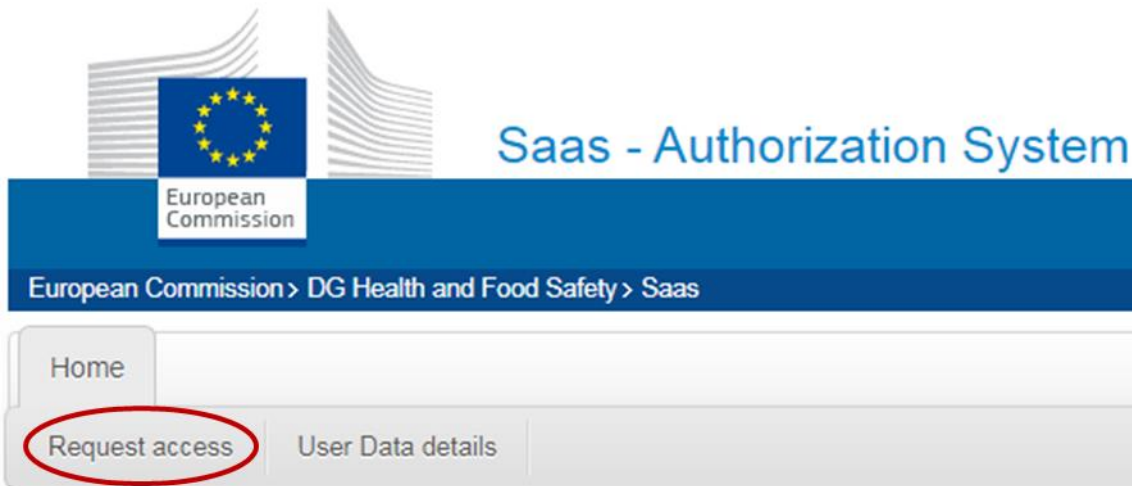 Saas - Authorization System
European
Commission
European Commission > DG Health and Food Safety > Saas
Home
Request access
User Data details